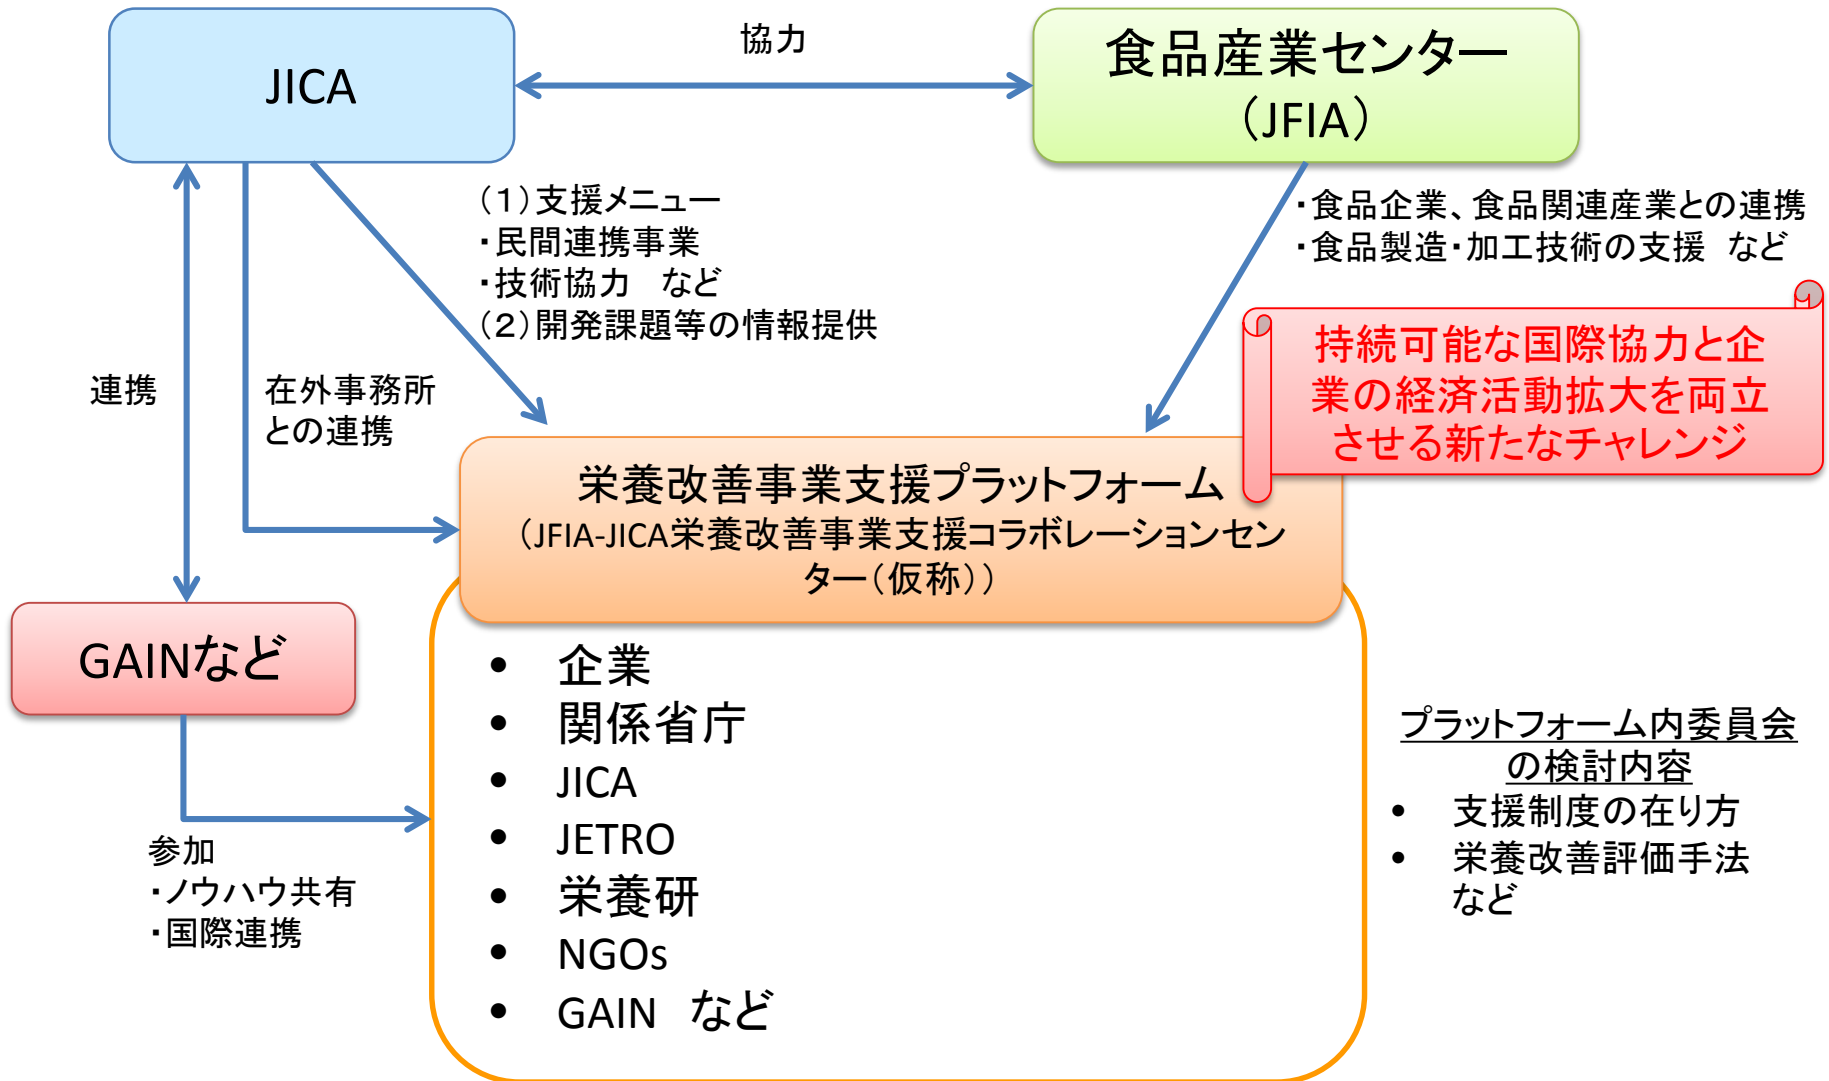 JICA
協力
食品産業センター
（JFIA）
（１）支援メニュー
・民間連携事業
・技術協力　など
（２）開発課題等の情報提供
・食品企業、食品関連産業との連携
・食品製造・加工技術の支援　など
持続可能な国際協力と企
業の経済活動拡大を両立
させる新たなチャレンジ
連携
在外事務所
との連携
栄養改善事業支援プラットフォーム
（JFIA-JICA栄養改善事業支援コラボレーションセン
ター（仮称））
GAINなど
• 企業
• 関係省庁
• JICA
• JETRO
• 栄養研
• NGOs
• GAIN　など
参加
・ノウハウ共有
・国際連携
プラットフォーム内委員会
の検討内容
• 支援制度の在り方
• 栄養改善評価手法
など